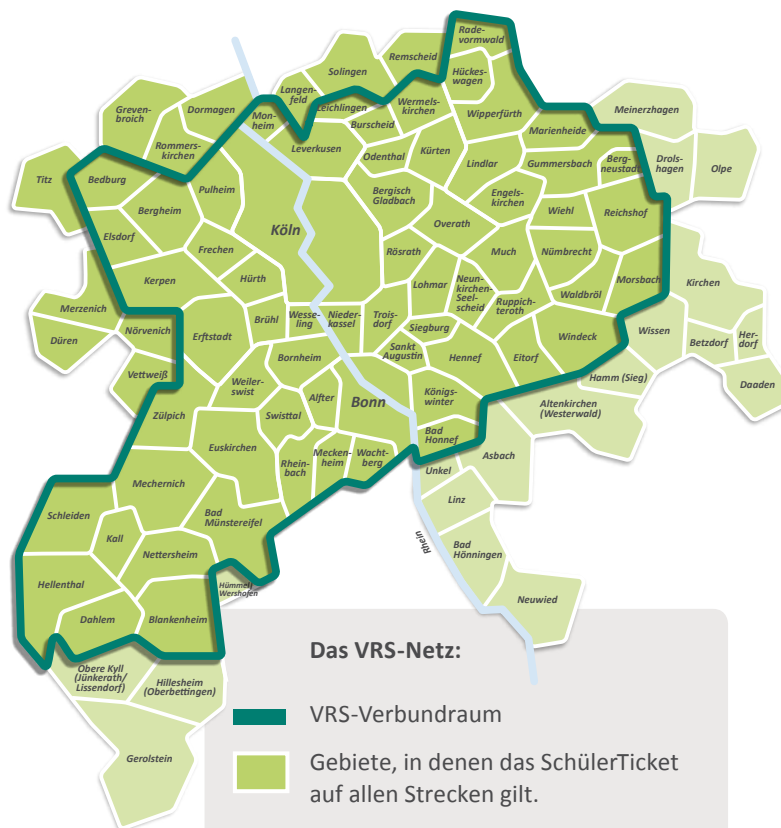 Rade-
vormwald
Remscheid
Solingen
Hückes-
wagen
Langen-
feld
Wermels-
kirchen
Leichlingen
Dormagen
Greven-
broich
Mon-
heim
Burscheid
Wipperfürth
Meinerzhagen
Marienheide
Rommers-
kirchen
Leverkusen
Odenthal
Kürten
Lindlar
Gummersbach
Berg-
neustadt
Drols-
hagen
Olpe
Titz
Bedburg
Pulheim
Bergheim
Bergisch
Gladbach
Engels-
kirchen
Wiehl
Reichshof
Köln
Overath
Elsdorf
Frechen
Rösrath
Much
Nümbrecht
Kerpen
Hürth
Lohmar
Neun-
kirchen-
Seel-
scheid
Ruppich-
teroth
Waldbröl
Morsbach
Kirchen
Merzenich
Nörvenich
Erftstadt
Brühl
Wesse-
ling
Nieder-
kassel
Trois-
dorf
Siegburg
Sankt
Augustin
Hennef
Eitorf
Windeck
Wissen
Betzdorf
Her-
dorf
Düren
Vettweiß
Bornheim
Weiler-
swist
Alfter
Bonn
Königs-
winter
Hamm (Sieg)
Daaden
Zülpich
Swisttal
Altenkirchen
(Westerwald)
Euskirchen
Rhein-
bach
Mecken-
heim
Wacht-
berg
Bad
Honnef
Asbach
Unkel
Mechernich
Linz
Schleiden
Bad
Münstereifel
Kall
Rhein
Nettersheim
Bad
Hönningen
Hellenthal
Hümmel/
Wershofen
Neuwied
Dahlem
Blankenheim
Obere Kyll
(Jünkerath/
Lissendorf)
Hillesheim
(Oberbettingen)
Gerolstein
Das VRS-Netz:
VRS-Verbundraum
Gebiete, in denen das SchülerTicket
auf allen Strecken gilt.